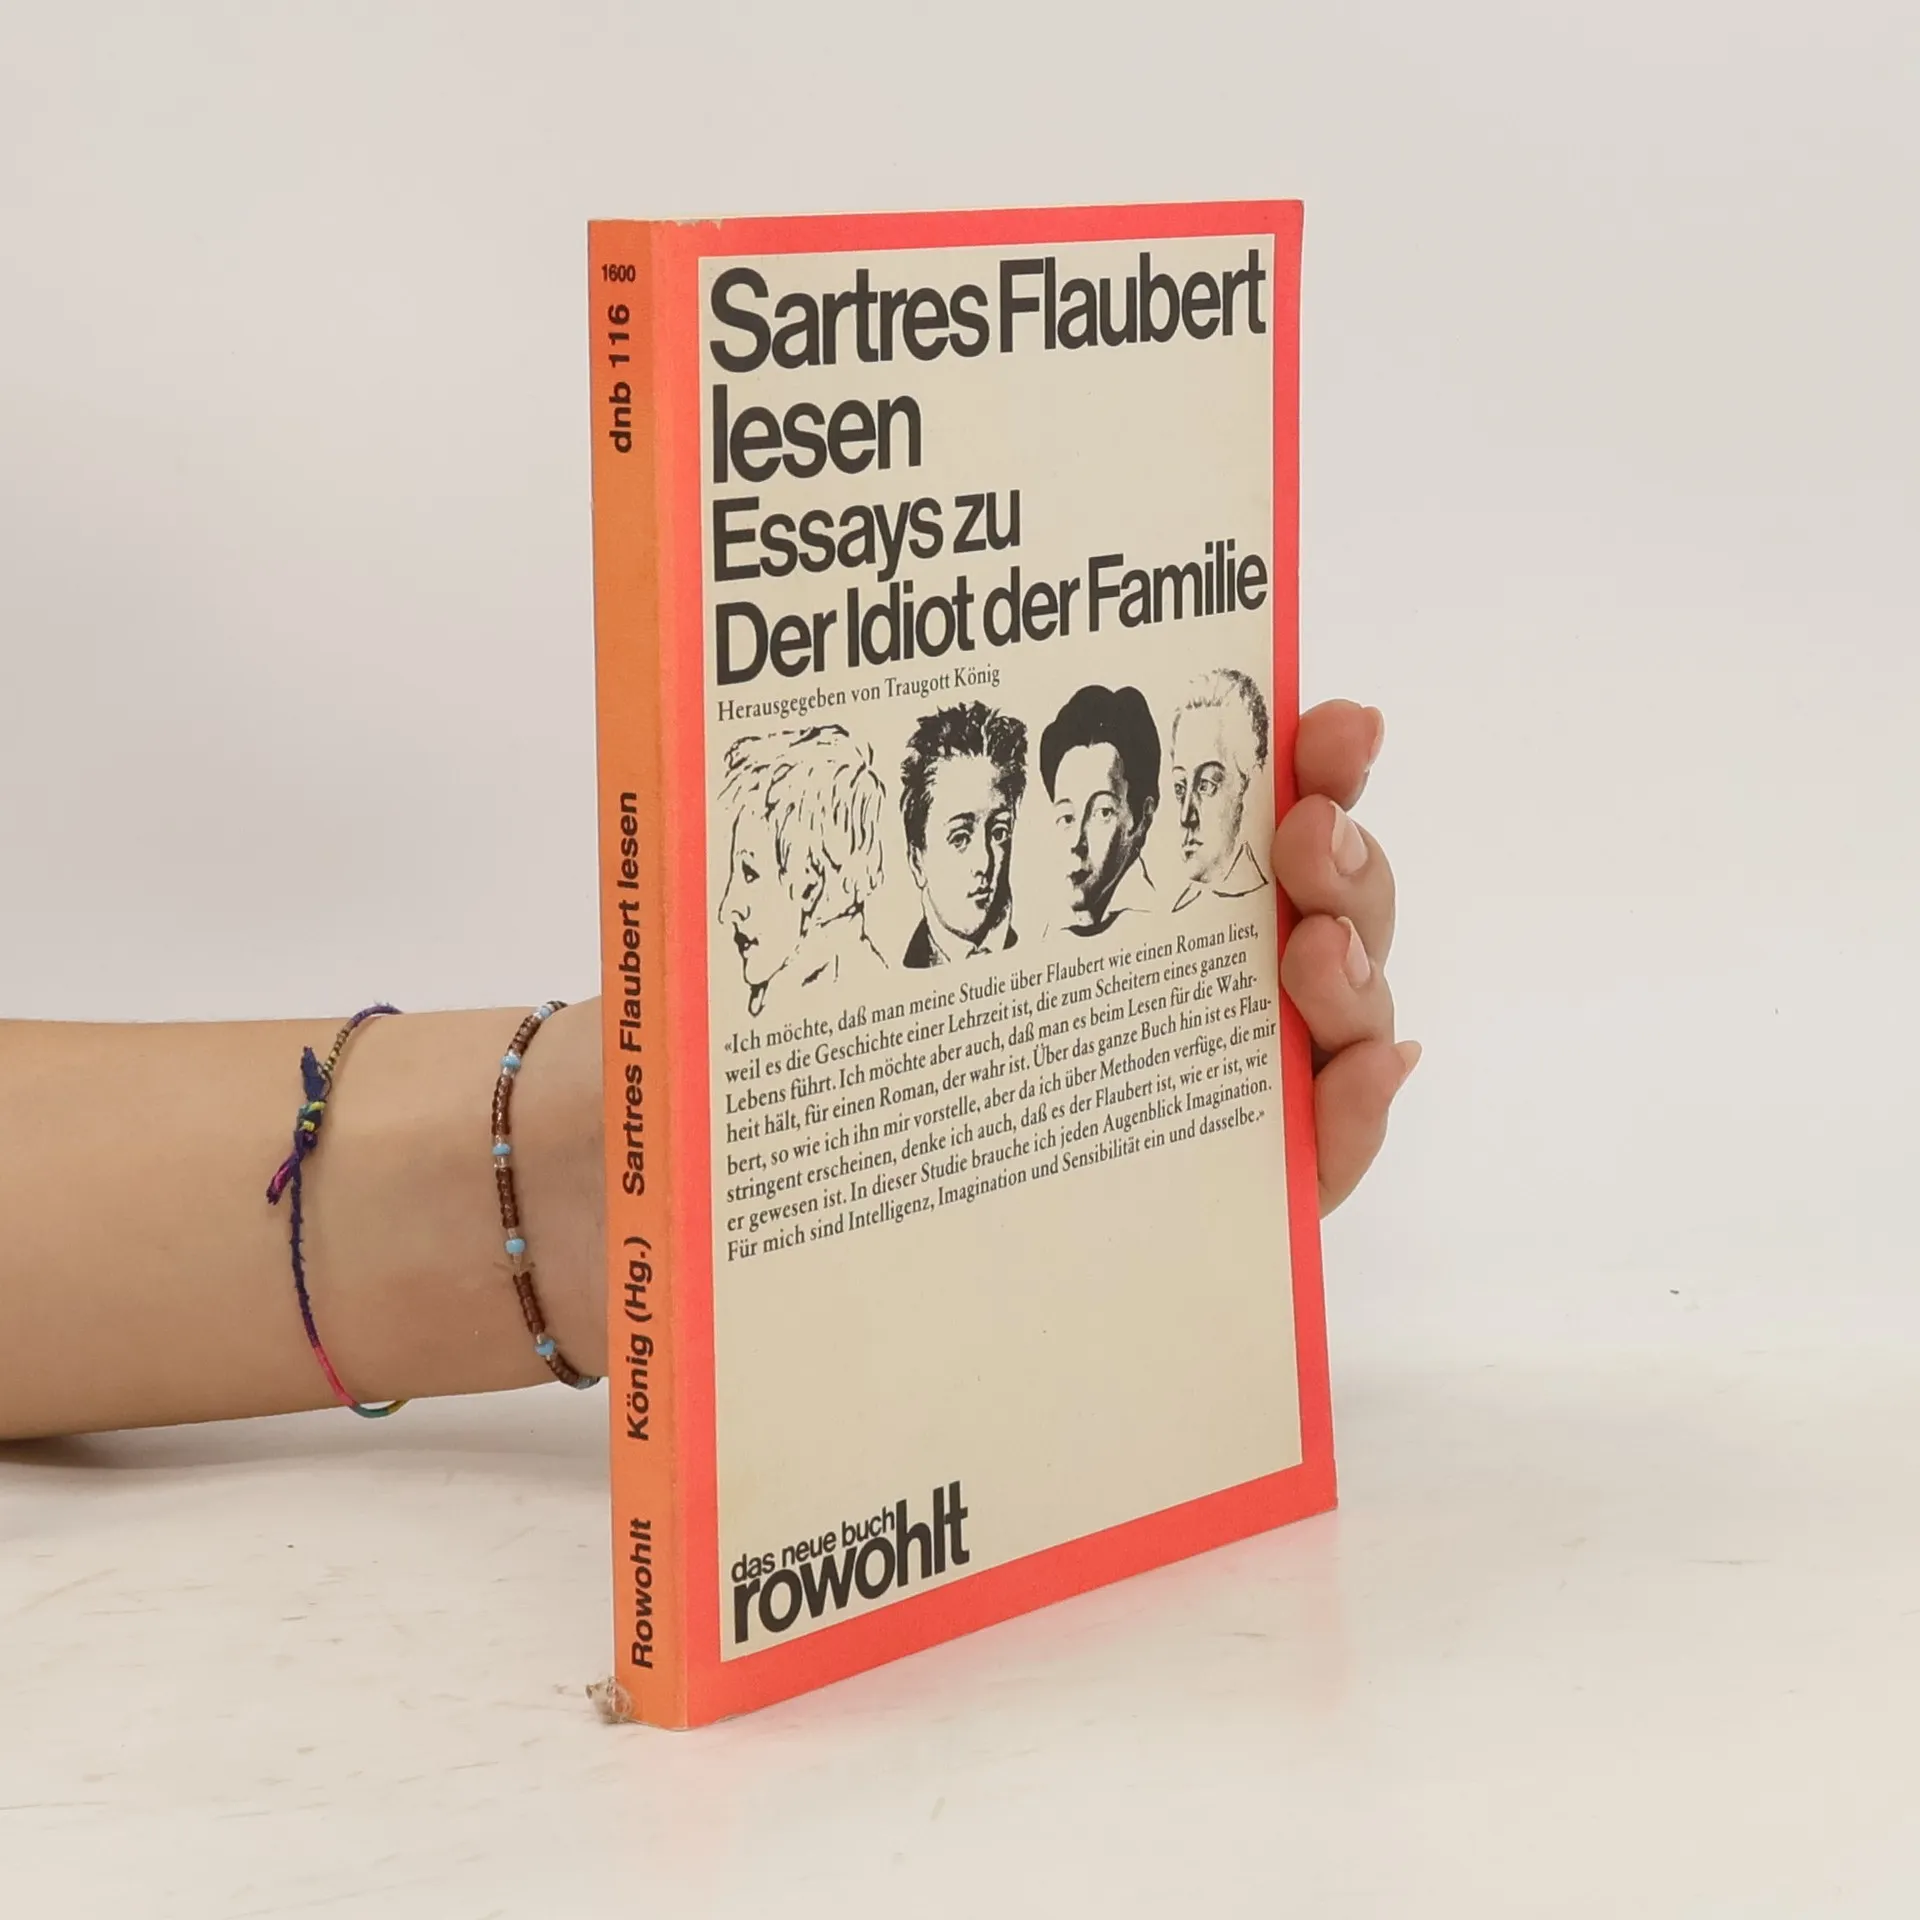 1600
dnb 116
Sartres Flaubert lesen
König (Hg.)
Rowohlt
Sartres Flaubert
lesen
Essays zu
Der Idiot der Familie
Herausgegeben von Traugott König
«Ich möchte, daß man meine Studie über Flaubert wie einen Roman liest,
weil es die Geschichte einer Lehrzeit ist, die zum Scheitern eines ganzen
Lebens führt. Ich möchte aber auch, daß man es beim Lesen für die Wahr-
heit hält, für einen Roman, der wahr ist. Über das ganze Buch hin ist es Flau-
bert, so wie ich ihn mir vorstelle, aber da ich über Methoden verfüge, die mir
stringent erscheinen, denke ich auch, daß es der Flaubert ist, wie er ist, wie
er gewesen ist. In dieser Studie brauche ich jeden Augenblick Imagination.
Für mich sind Intelligenz, Imagination und Sensibilität ein und dasselbe.»
das neue buch
rowohlt